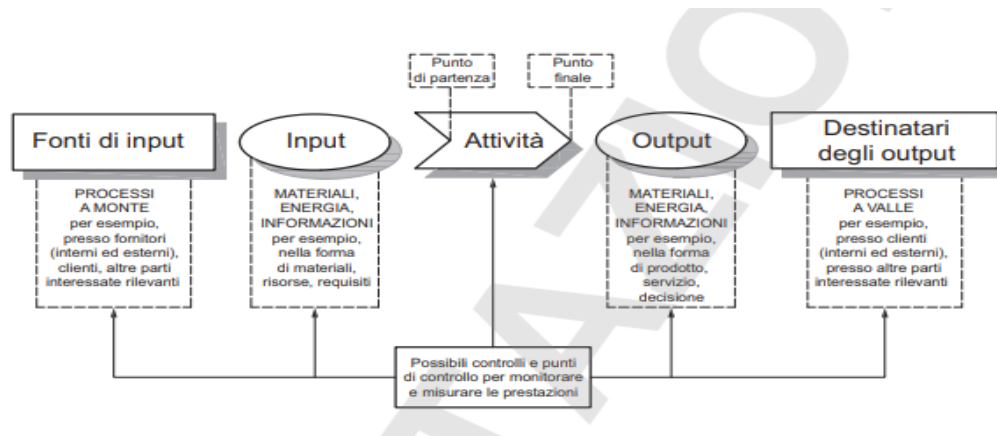 Punto
di partenza
Punto
finale
Fonti di input
Input
Attività
Output
Destinatari
degli output
PROCESSI
A MONTE
per esempio,
presso fornitori
(interni ed esterni),
clienti, altre parti
interessate rilevanti
MATERIALI,
ENERGIA,
INFORMAZIONI
per esempio,
nella forma
di materiali,
risorse, requisiti
MATERIALI,
ENERGIA,
INFORMAZIONI
per esempio,
nella forma
di prodotto,
servizio,
decisione
PROCESSI
A VALLE
per esempio,
presso clienti
(interni ed esterni),
presso altre parti
interessate rilevanti
Possibili controlli e punti
di controllo per monitorare
e misurare le prestazioni